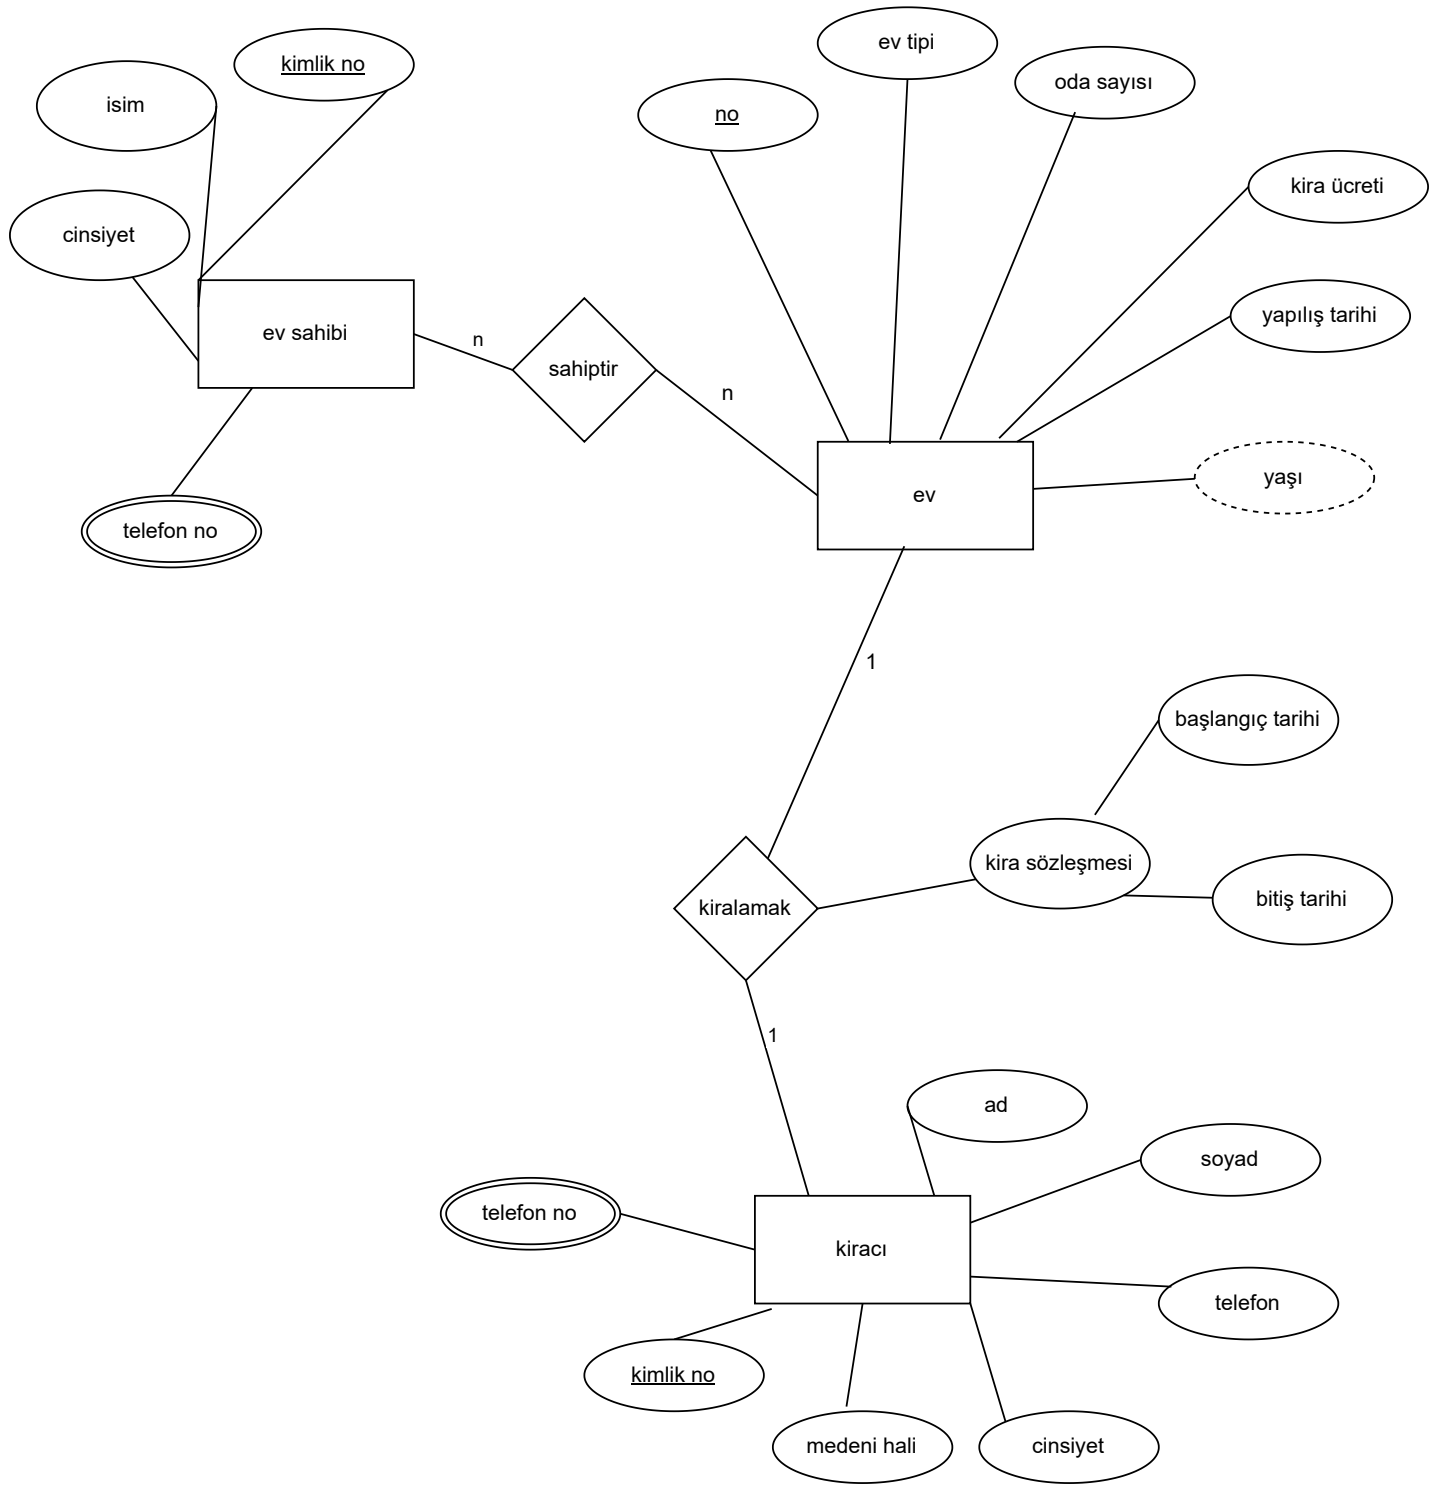 ev tipi
kimlik no
oda sayısı
isim
no
kira ücreti
cinsiyet
yapılış tarihi
ev sahibi
n
sahiptir
n
yaşı
ev
telefon no
1
başlangıç tarihi
kira sözleşmesi
bitiş tarihi
kiralamak
1
ad
soyad
telefon no
kiracı
telefon
kimlik no
medeni hali
cinsiyet